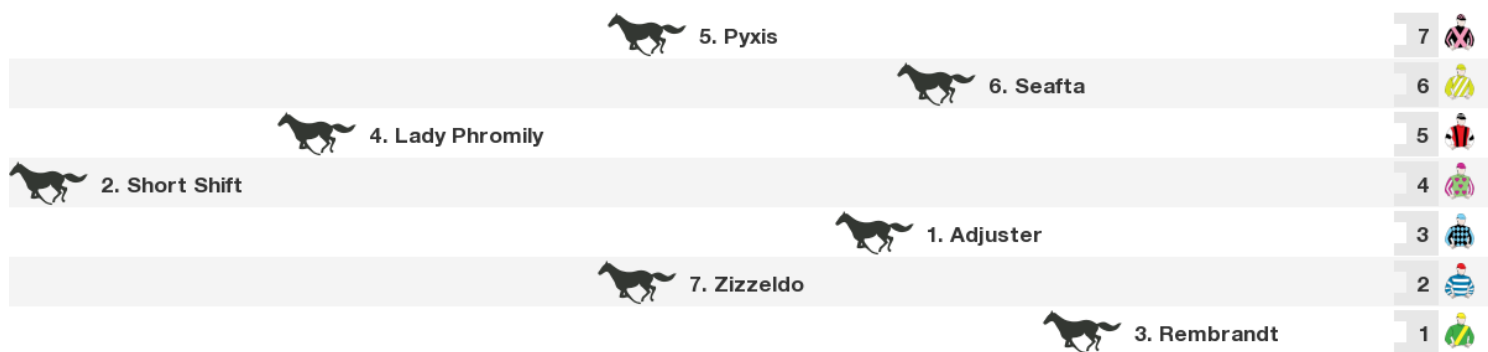 5. Pyxis 7
6. Seafta 6
4. Lady Phromily 5
2. Short Shift 4
1. Adjuster 3
7. Zizzeldo 2
3. Rembrandt 1